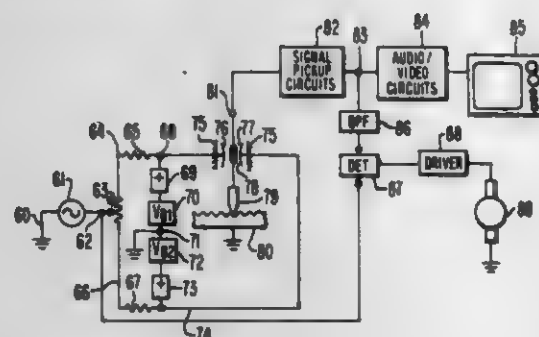 82
83
84
85
SIGNAL
PICKUP
CIRCUITS
AUDIO/
VIDEO
CIRCUITS
81
64
65
68
75
76
77
75
BPF
86
88
61
63
69
78
DET
DRIVER
60
70
79
87
62
VB1
71
80
89
VB2
72
66
67
73
74